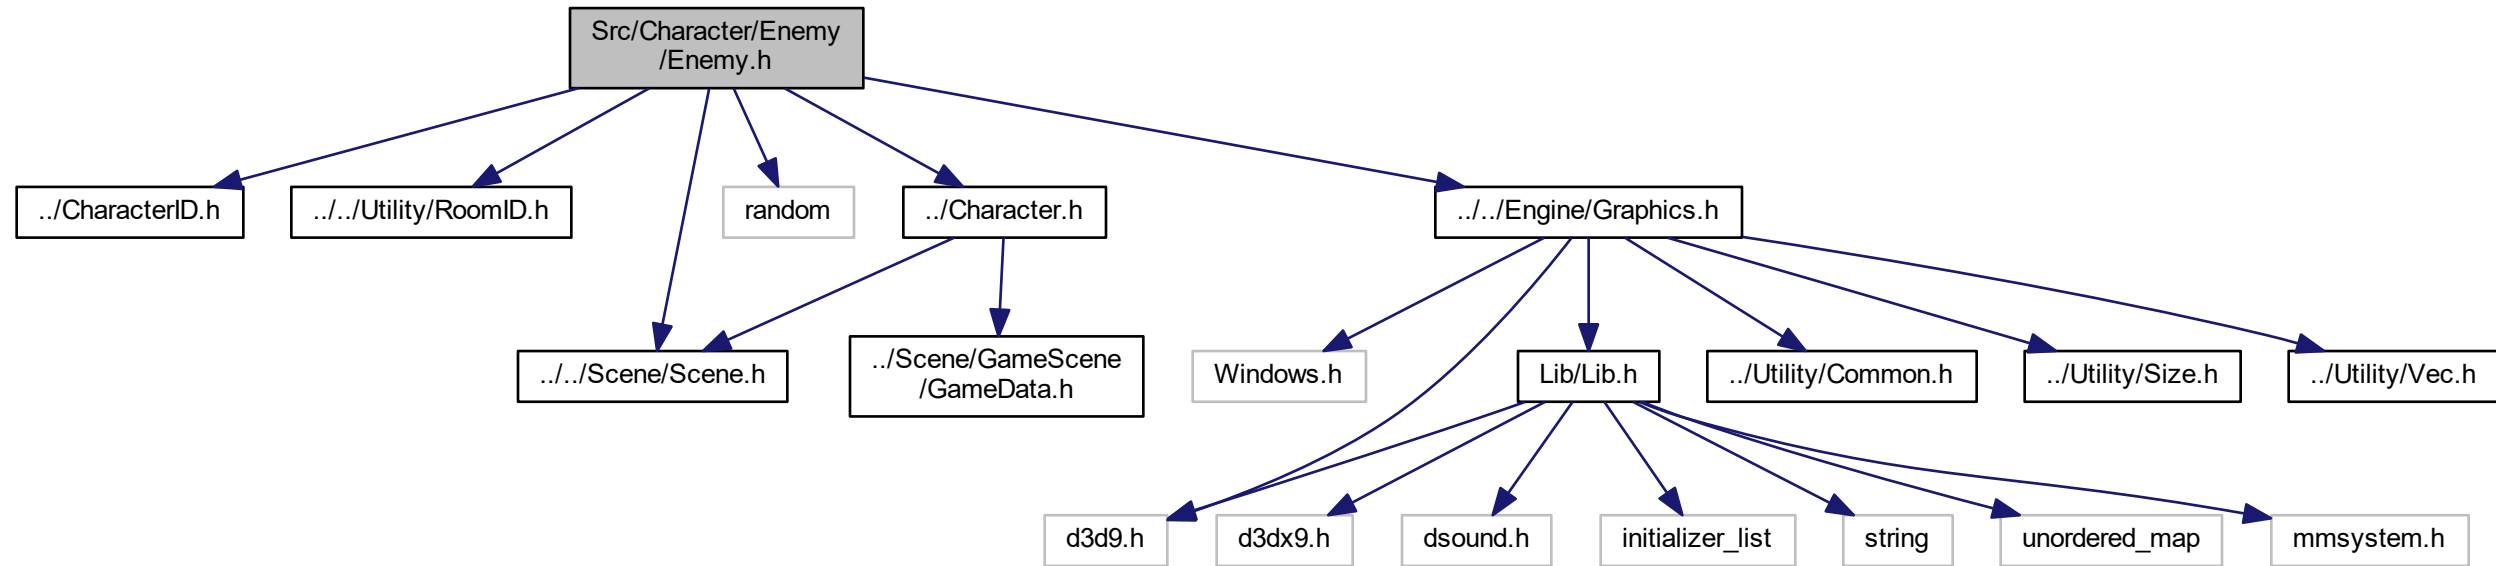 Src/Character/Enemy
/Enemy.h
../CharacterID.h
../../Utility/RoomID.h
random
../Character.h
../../Engine/Graphics.h
../../Scene/Scene.h
../Scene/GameScene
/GameData.h
Windows.h
Lib/Lib.h
../Utility/Common.h
../Utility/Size.h
../Utility/Vec.h
d3d9.h
d3dx9.h
dsound.h
initializer_list
string
unordered_map
mmsystem.h